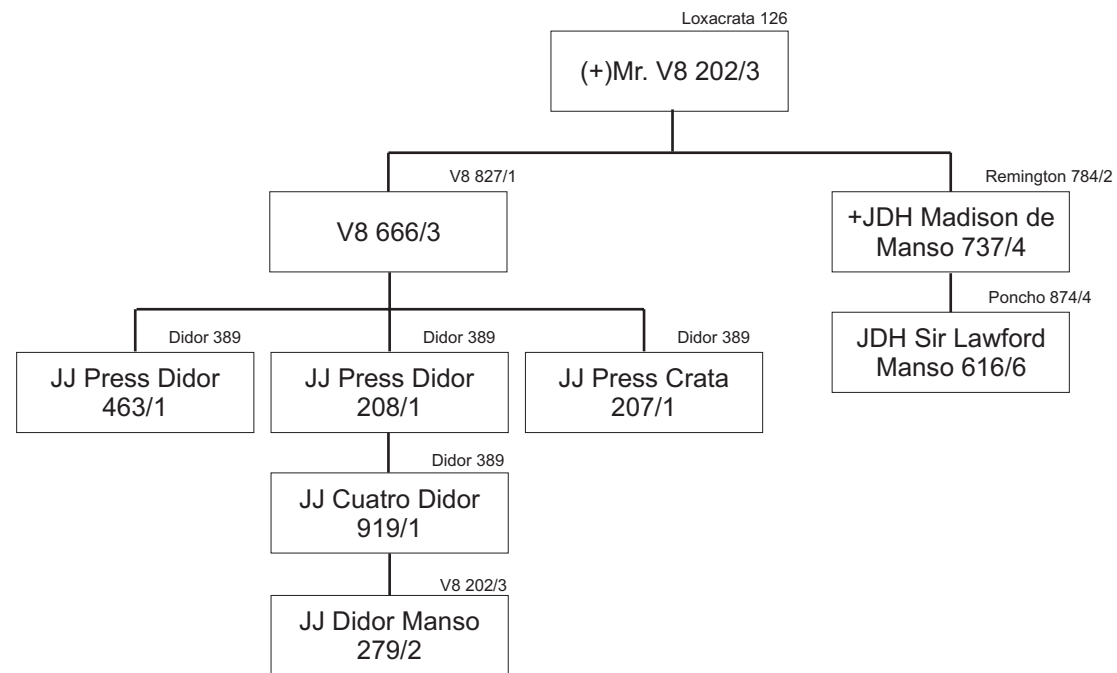 Loxacrata 126
(+)Mr. V8 202/3
V8 827/1
Remington 784/2
V8 666/3
+JDH Madison de
Manso 737/4
Poncho 874/4
JDH Sir Lawford
Manso 616/6
Didor 389
Didor 389
Didor 389
JJ Press Didor
463/1
JJ Press Didor
208/1
JJ Press Crata
207/1
Didor 389
JJ Cuatro Didor
919/1
V8 202/3
JJ Didor Manso
279/2